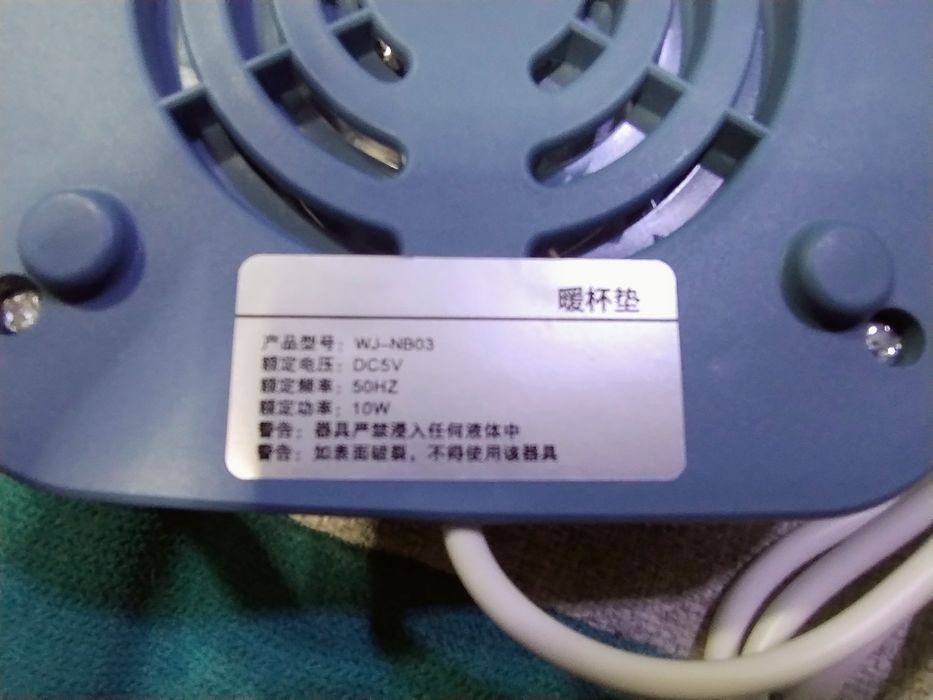 暖杯垫
产品型号：WJ-NB03
额定电压：DC5V
额定频率：50HZ
额定功率：10W
警告：器具严禁浸入任何液体中
警告：如表面破裂，不得使用该器具